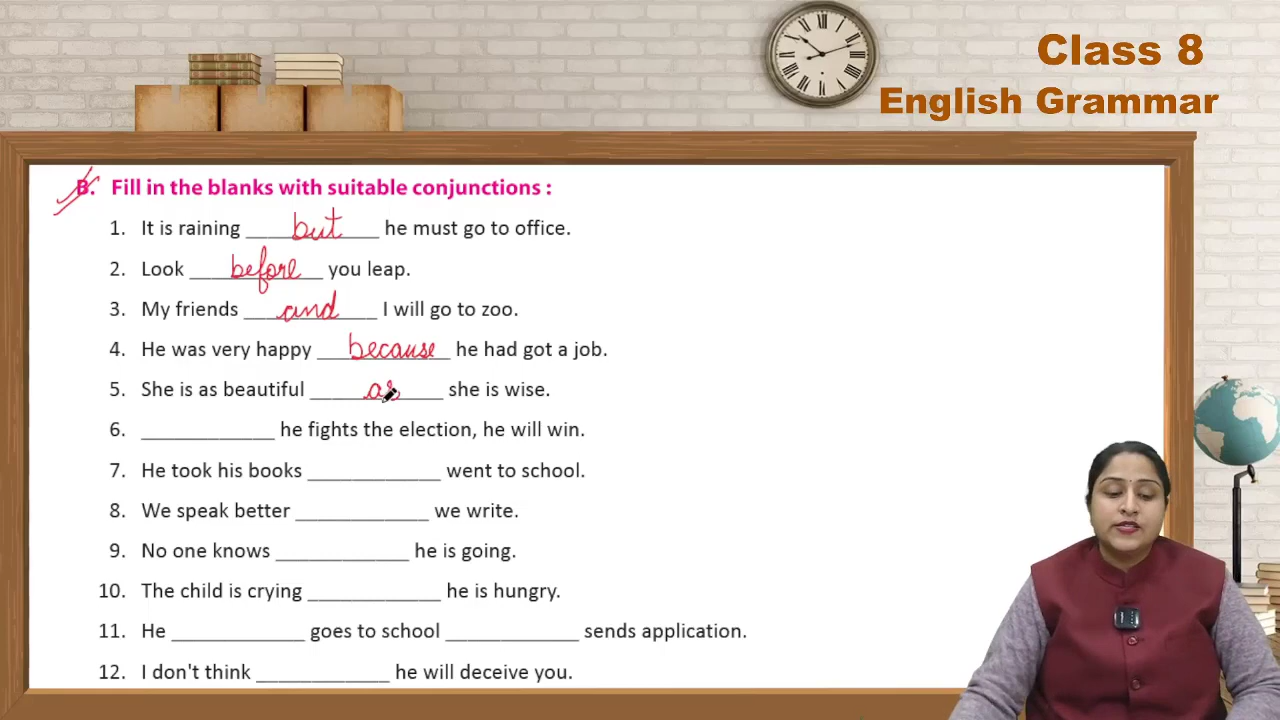 Class 8
English Grammar
B. Fill in the blanks with suitable conjunctions :
1. It is raining but he must go to office.
2. Look before you leap.
3. My friends and I will go to zoo.
4. He was very happy because he had got a job.
5. She is as beautiful as she is wise.
6. ____________ he fights the election, he will win.
7. He took his books ____________ went to school.
8. We speak better ____________ we write.
9. No one knows ____________ he is going.
10. The child is crying ____________ he is hungry.
11. He ____________ goes to school ____________ sends application.
12. I don't think ____________ he will deceive you.